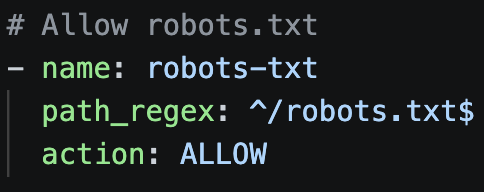 # Allow robots.txt
- name: robots-txt
  path_regex: ^/robots.txt$
  action: ALLOW